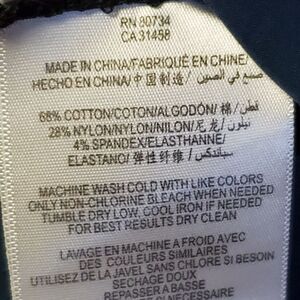 RN 80734
CA 31458
MADE IN CHINA/FABRIQUÉ EN CHINE/
HECHO EN CHINA/中国制造/ صنع في الصين
68% COTTON/COTON/ALGODÓN/棉/قطن
28% NYLON/NYLON/NILON/尼龙/نيلون
4% SPANDEX/ELASTHANNE/
ELASTANO/弹性纤维/سباندكس
MACHINE WASH COLD WITH LIKE COLORS
ONLY NON-CHLORINE BLEACH WHEN NEEDED
TUMBLE DRY LOW, COOL IRON IF NEEDED
FOR BEST RESULTS DRY CLEAN
LAVAGE EN MACHINE A FROID AVEC
DES COULEURS SIMILAIRES
UTILISEZ DE LA JAVEL SANS CHLORE SI BESOIN
SECHAGE DOUX
REPASSER A BASSE